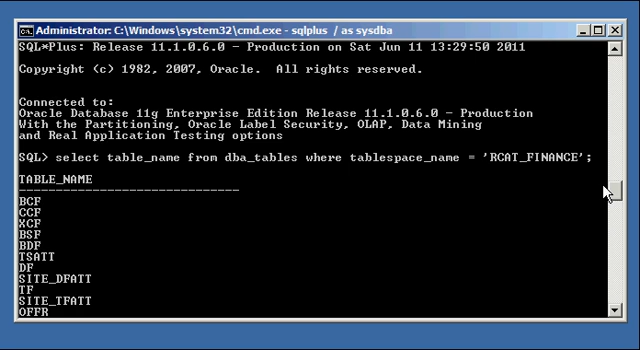 Administrator: C:\Windows\system32\cmd.exe - sqlplus / as sysdba
SQL*Plus: Release 11.1.0.6.0 - Production on Sat Jun 11 13:29:50 2011
Copyright (c) 1982, 2007, Oracle.  All rights reserved.
Connected to:
Oracle Database 11g Enterprise Edition Release 11.1.0.6.0 - Production
With the Partitioning, Oracle Label Security, OLAP, Data Mining
and Real Application Testing options
SQL> select table_name from dba_tables where tablespace_name = 'RCAT_FINANCE';
TABLE_NAME
------------------------------
BCF
CCF
XCF
BSF
BDF
TSATT
DF
SITE_DFATT
TF
SITE_TFATT
OFFR